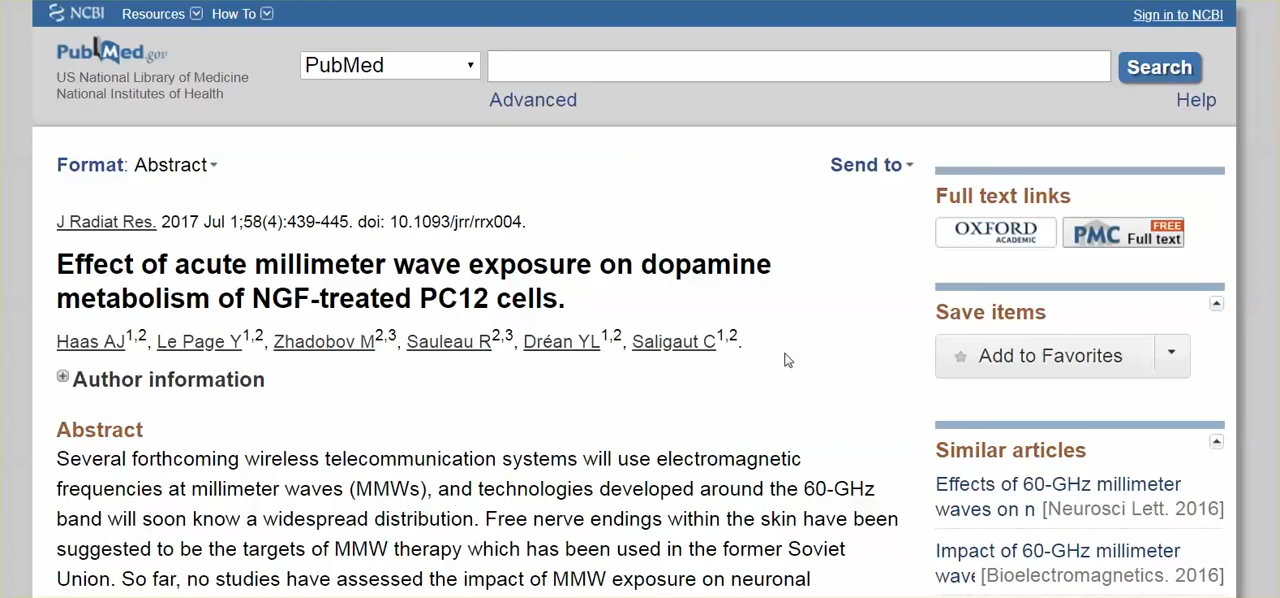 NCBI Resources How To Sign in to NCBI
PubMed.gov
US National Library of Medicine
National Institutes of Health
PubMed
Search
Advanced
Help
Format: Abstract
Send to
J Radiat Res. 2017 Jul 1;58(4):439-445. doi: 10.1093/jrr/rrx004.
Effect of acute millimeter wave exposure on dopamine
metabolism of NGF-treated PC12 cells.
Haas AJ1,2, Le Page Y1,2, Zhadobov M2,3, Sauleau R2,3, Dréan YL1,2, Saligaut C1,2.
Author information
Abstract
Several forthcoming wireless telecommunication systems will use electromagnetic
frequencies at millimeter waves (MMWs), and technologies developed around the 60-GHz
band will soon know a widespread distribution. Free nerve endings within the skin have been
suggested to be the targets of MMW therapy which has been used in the former Soviet
Union. So far, no studies have assessed the impact of MMW exposure on neuronal
Full text links
OXFORD
ACADEMIC
PMC FREE
Full text
Save items
Add to Favorites
Similar articles
Effects of 60-GHz millimeter
waves on n [Neurosci Lett. 2016]
Impact of 60-GHz millimeter
wave [Bioelectromagnetics. 2016]